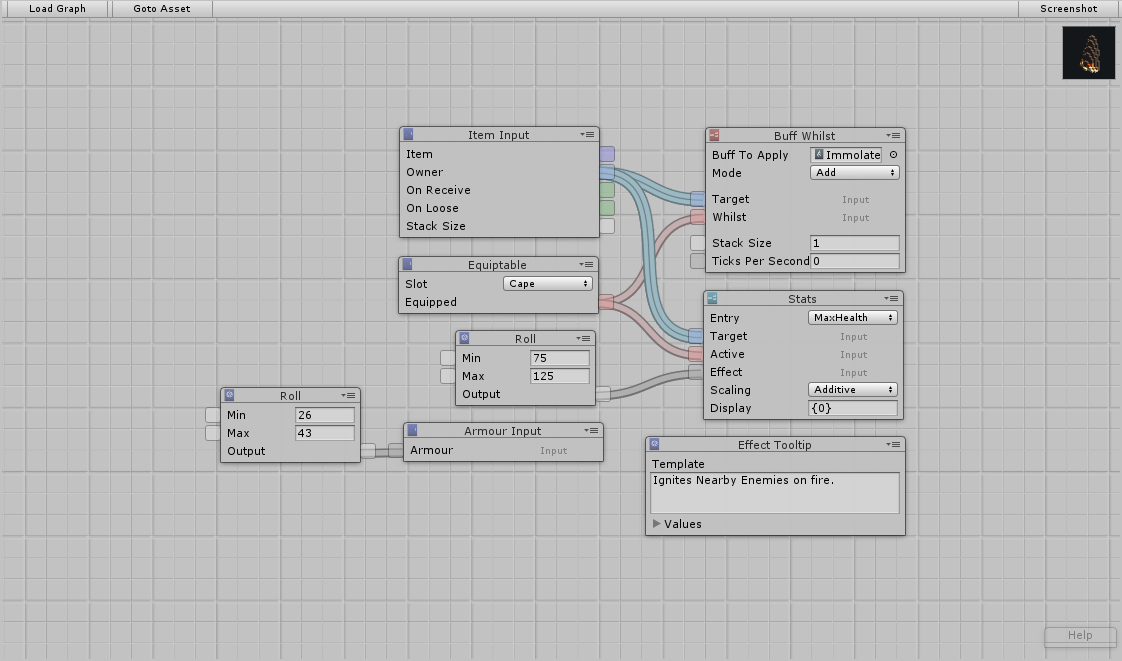 Load Graph
Goto Asset
Screenshot
Item Input
Item
Owner
On Receive
On Loose
Stack Size
Buff Whilst
Buff To Apply Immolate
Mode Add
Target Input
Whilst Input
Stack Size 1
Ticks Per Second 0
Equiptable
Slot Cape
Equipped
Stats
Entry MaxHealth
Target Input
Active Input
Effect Input
Scaling Additive
Display {0}
Roll
Min 75
Max 125
Output
Roll
Min 26
Max 43
Output
Armour Input
Armour Input
Effect Tooltip
Template
Ignites Nearby Enemies on fire.
Values
Help